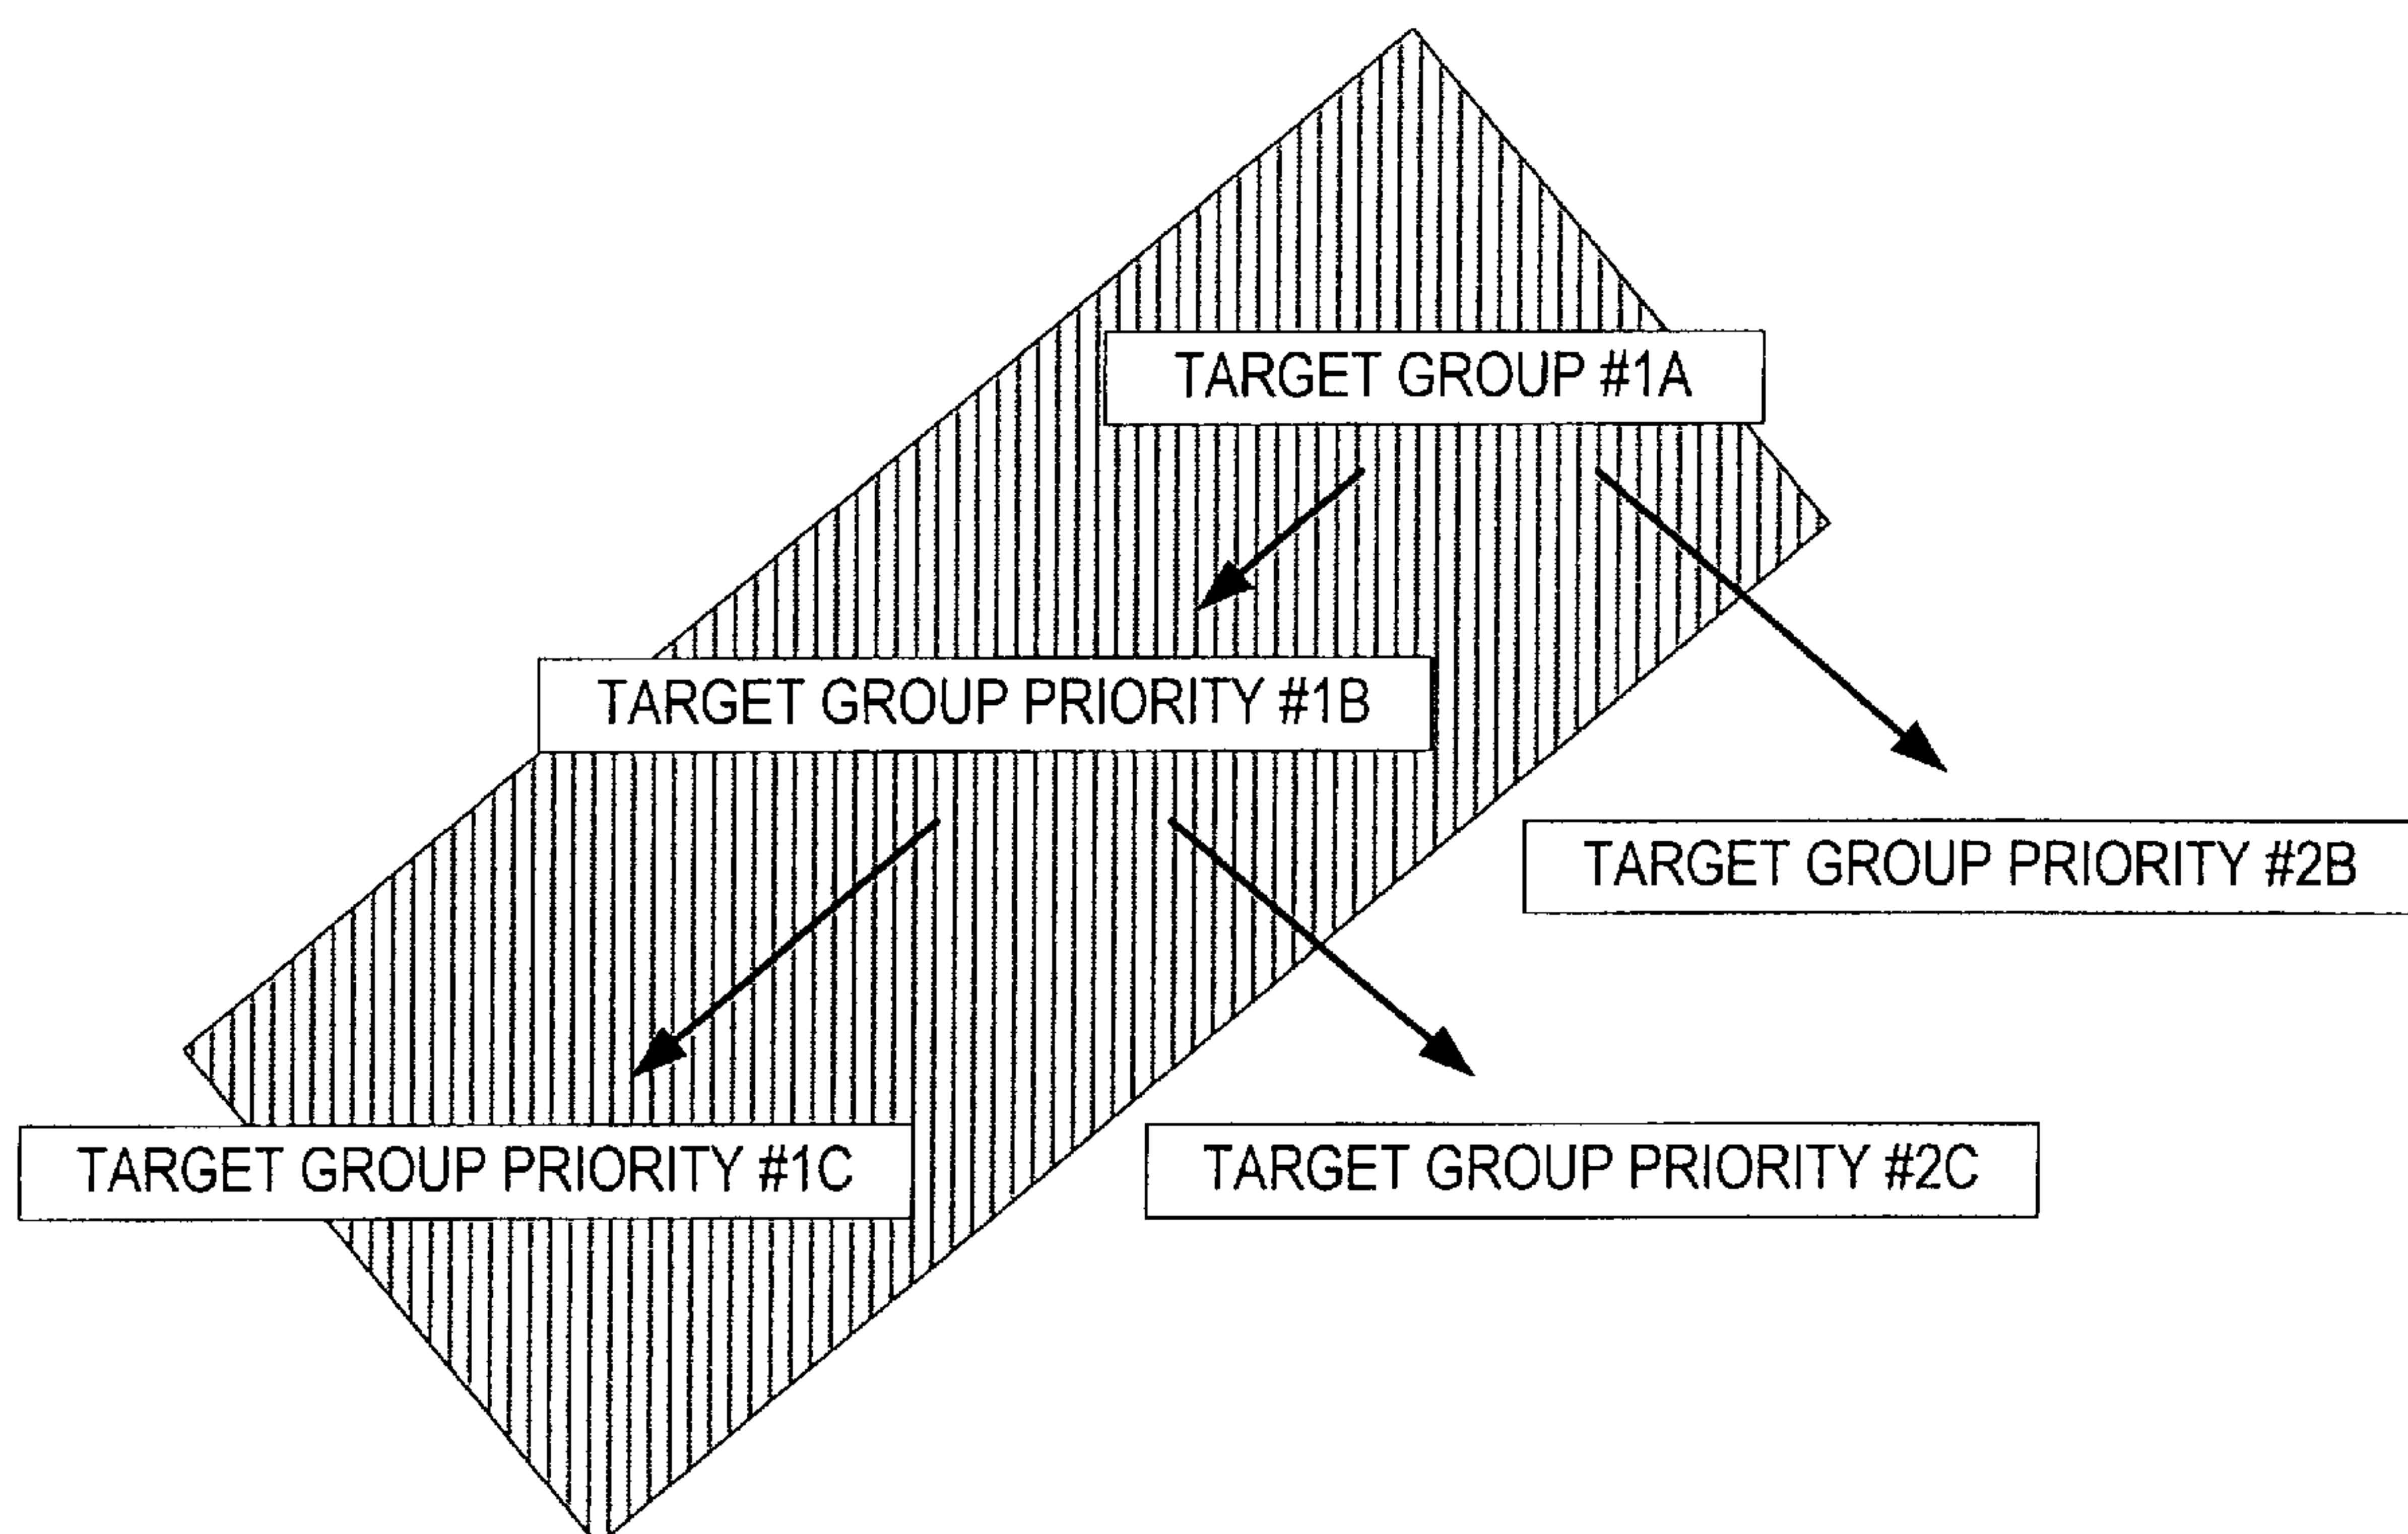 TARGET GROUP #1A
TARGET GROUP PRIORITY #1B
TARGET GROUP PRIORITY #2B
TARGET GROUP PRIORITY #1C
TARGET GROUP PRIORITY #2C